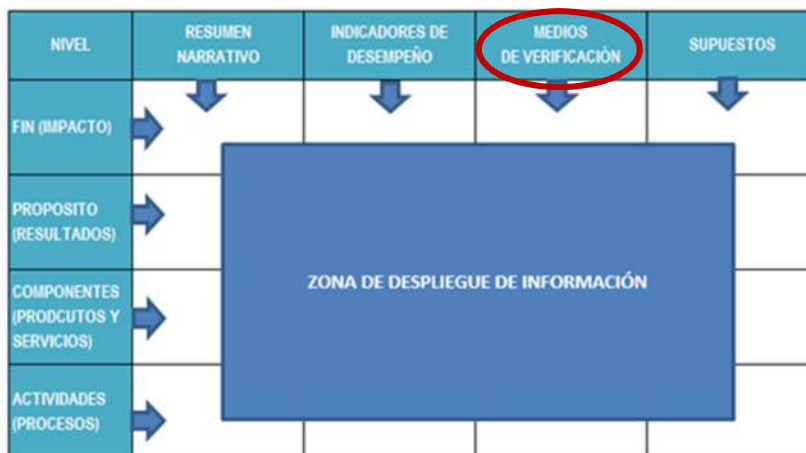 NIVEL
RESUMEN
NARRATIVO
INDICADORES DE
DESEMPEÑO
MEDIOS
DE VERIFICACIÓN
SUPUESTOS
FIN (IMPACTO)
PROPOSITO
(RESULTADOS)
ZONA DE DESPLIEGUE DE INFORMACIÓN
COMPONENTES
(PRODCUTOS Y
SERVICIOS)
ACTIVIDADES
(PROCESOS)